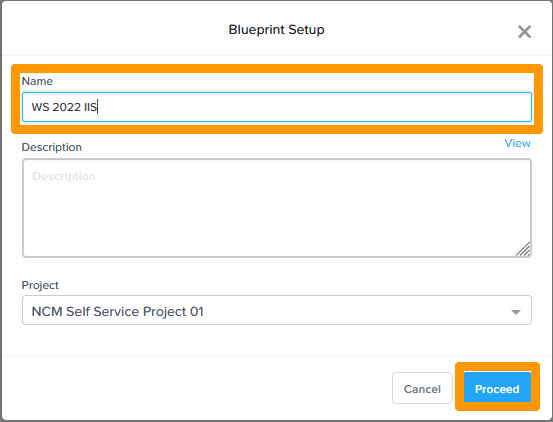 Blueprint Setup
Name
WS 2022 IIS
Description
View
Description
Project
NCM Self Service Project 01
Cancel
Proceed